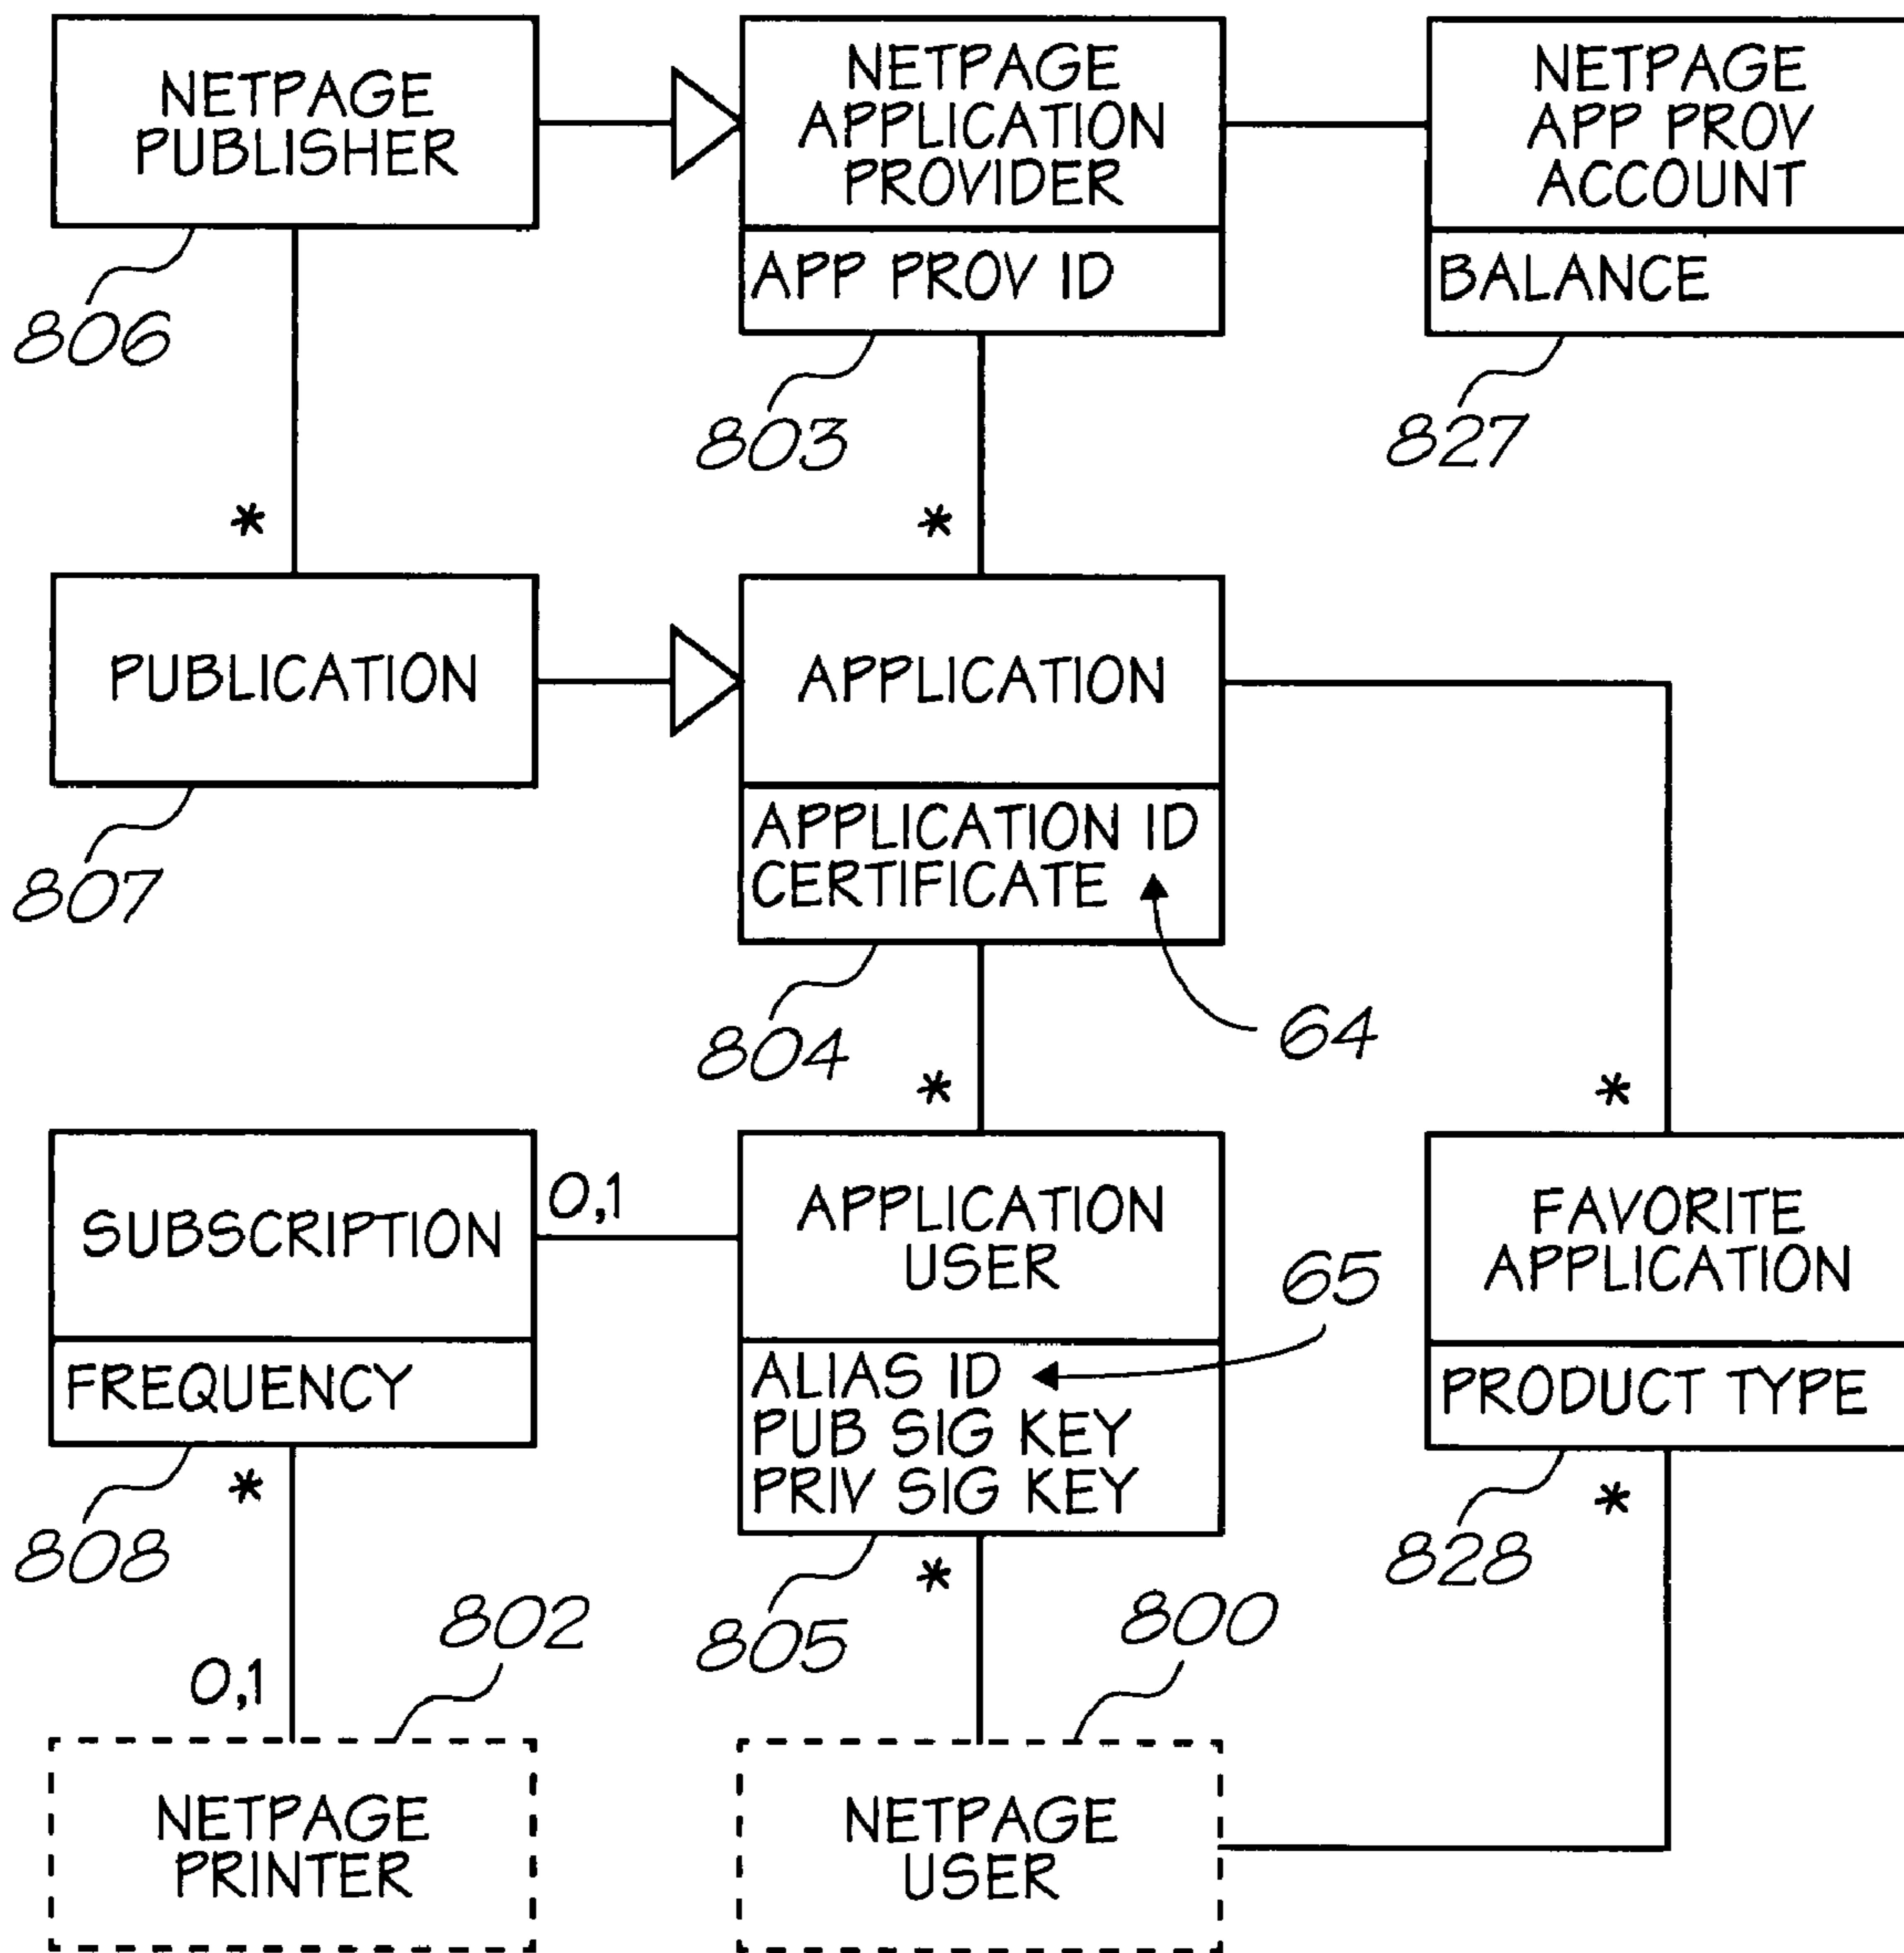 NETPAGE
PUBLISHER
NETPAGE
APPLICATION
PROVIDER
APP PROV ID
NETPAGE
APP PROV
ACCOUNT
BALANCE
806
803
827
*
*
PUBLICATION
APPLICATION
APPLICATION ID
CERTIFICATE
807
804
64
*
*
SUBSCRIPTION
FREQUENCY
0,1
APPLICATION
USER
ALIAS ID
PUB SIG KEY
PRIV SIG KEY
65
FAVORITE
APPLICATION
PRODUCT TYPE
808
*
805
*
828
*
802
800
0,1
NETPAGE
PRINTER
NETPAGE
USER